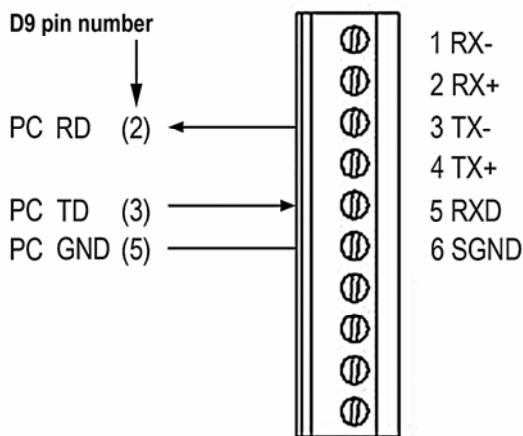 D9 pin number
1 RX-
2 RX+
PC RD (2)
3 TX-
4 TX+
PC TD (3)
5 RXD
PC GND (5)
6 SGND